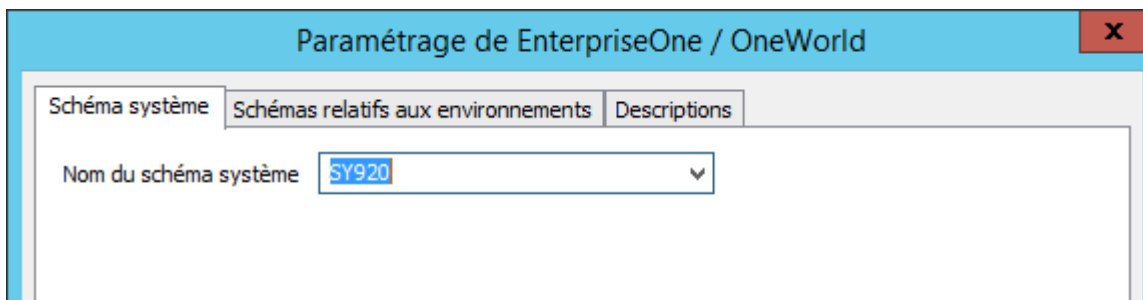 Paramétrage de EnterpriseOne / OneWorld
x
Schéma système Schémas relatifs aux environnements Descriptions
Nom du schéma système SY920